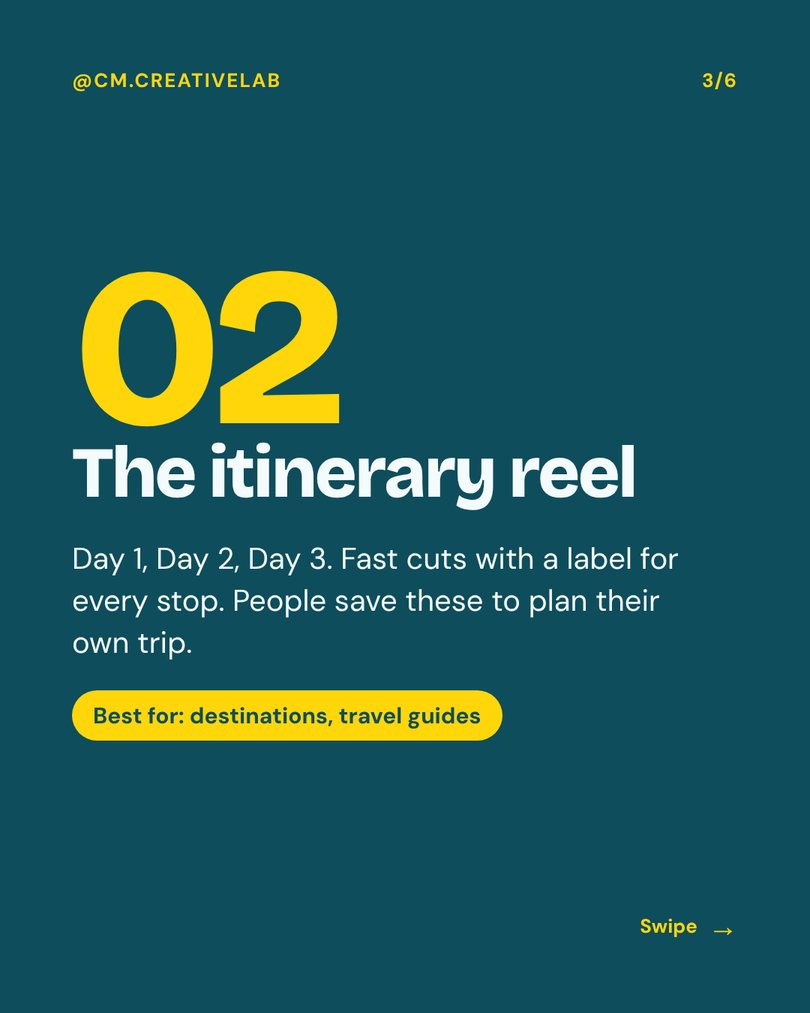 @CM.CREATIVELAB
3/6
02
The itinerary reel
Day 1, Day 2, Day 3. Fast cuts with a label for
every stop. People save these to plan their
own trip.
Best for: destinations, travel guides
Swipe →